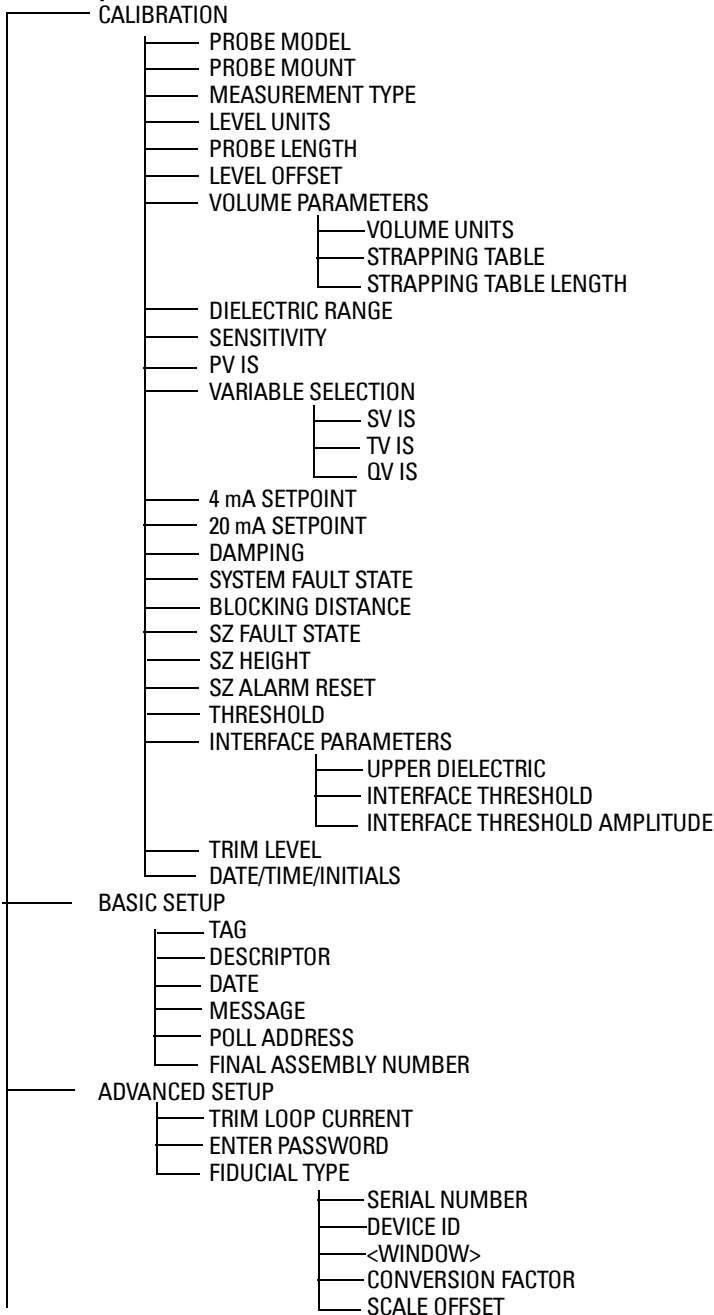 CALIBRATION
PROBE MODEL
PROBE MOUNT
MEASUREMENT TYPE
LEVEL UNITS
PROBE LENGTH
LEVEL OFFSET
VOLUME PARAMETERS
VOLUME UNITS
STRAPPING TABLE
STRAPPING TABLE LENGTH
DIELECTRIC RANGE
SENSITIVITY
PV IS
VARIABLE SELECTION
SV IS
TV IS
QV IS
4 mA SETPOINT
20 mA SETPOINT
DAMPING
SYSTEM FAULT STATE
BLOCKING DISTANCE
SZ FAULT STATE
SZ HEIGHT
SZ ALARM RESET
THRESHOLD
INTERFACE PARAMETERS
UPPER DIELECTRIC
INTERFACE THRESHOLD
INTERFACE THRESHOLD AMPLITUDE
TRIM LEVEL
DATE/TIME/INITIALS
BASIC SETUP
TAG
DESCRIPTOR
DATE
MESSAGE
POLL ADDRESS
FINAL ASSEMBLY NUMBER
ADVANCED SETUP
TRIM LOOP CURRENT
ENTER PASSWORD
FIDUCIAL TYPE
SERIAL NUMBER
DEVICE ID
<WINDOW>
CONVERSION FACTOR
SCALE OFFSET